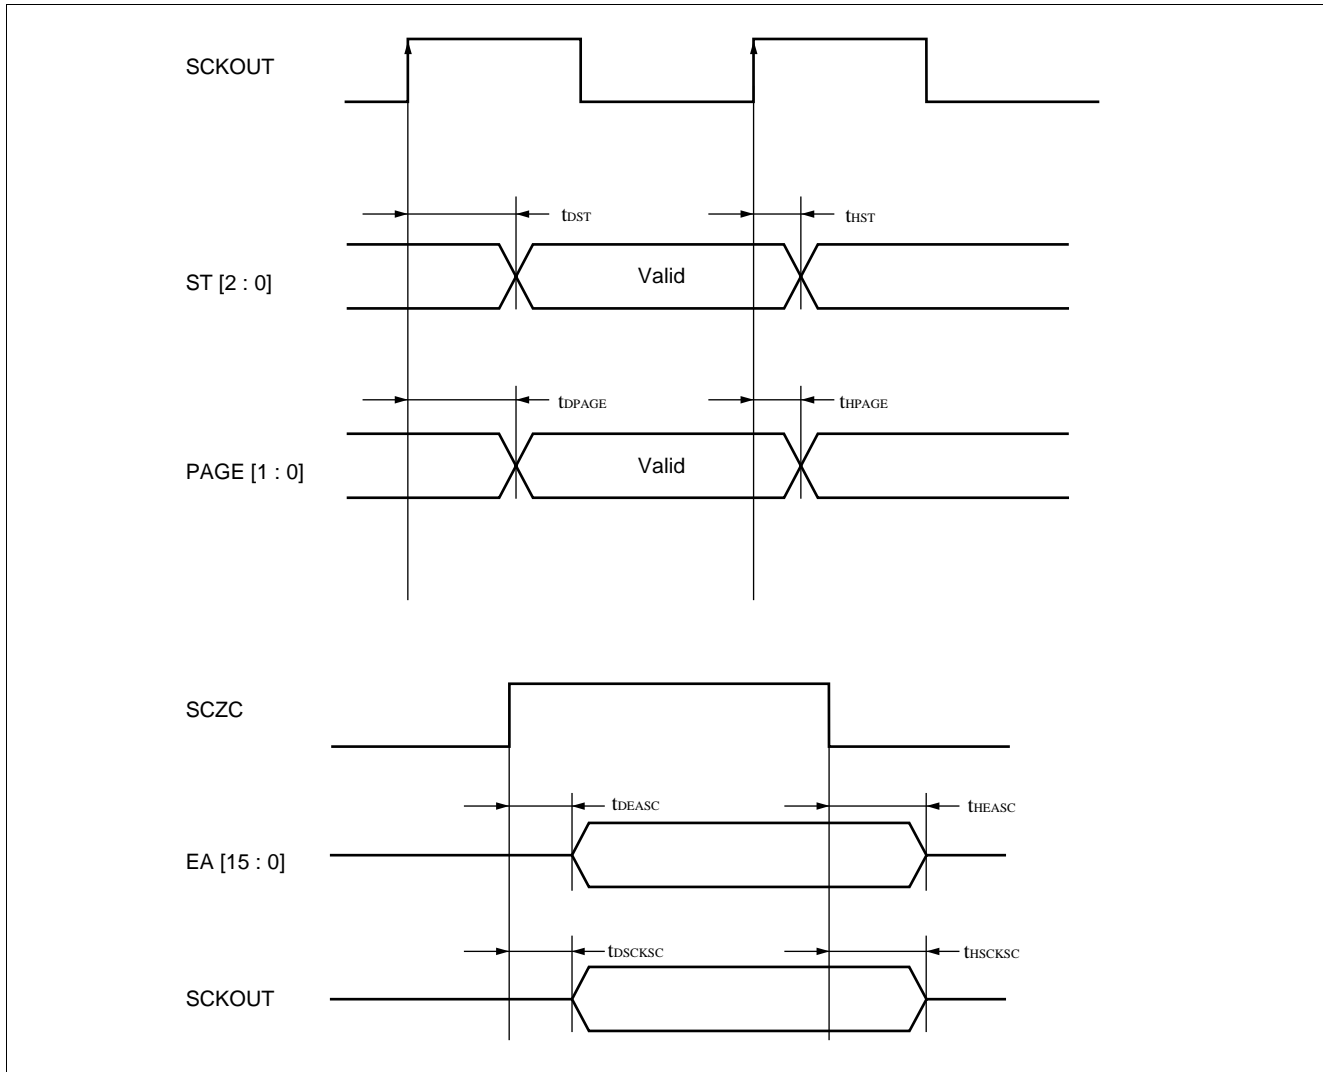 SCKOUT
tDST
tHST
ST [2 : 0]
Valid
tDPAGE
tHPAGE
PAGE [1 : 0]
Valid
SCZC
tDEASC
tHEASC
EA [15 : 0]
tDSCKSC
tHSCKSC
SCKOUT